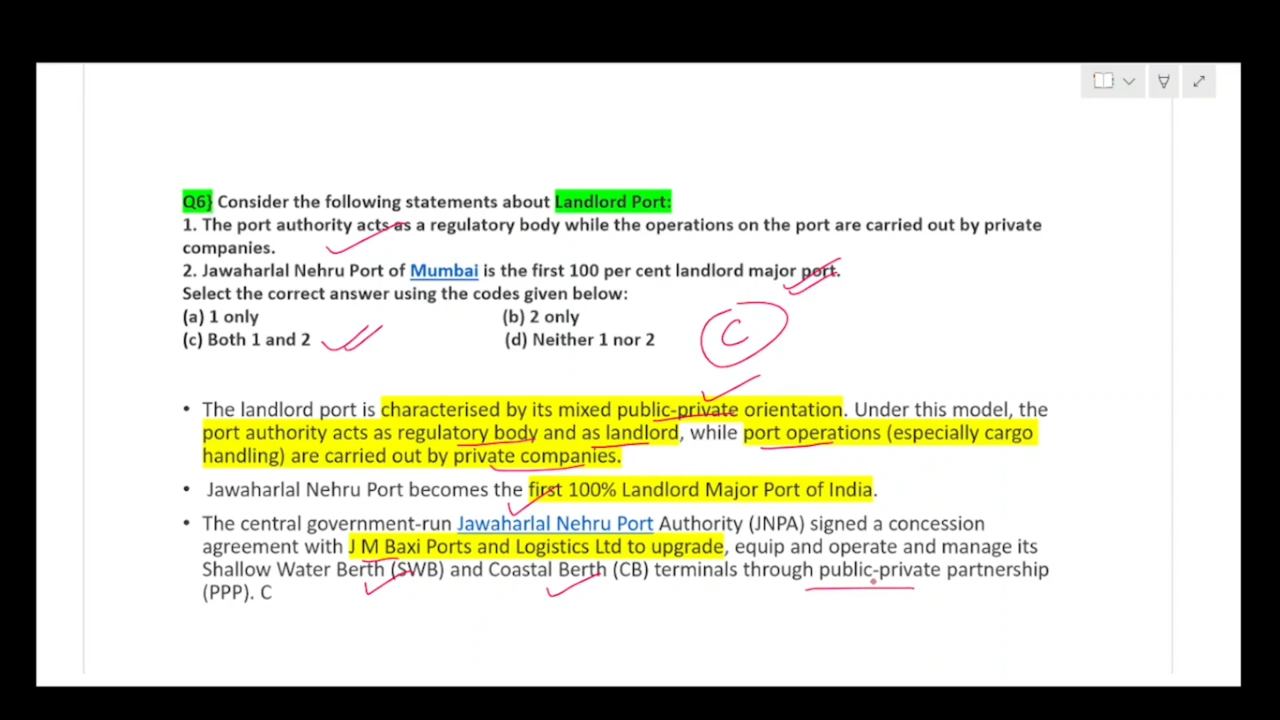 Q6} Consider the following statements about Landlord Port:
1. The port authority acts as a regulatory body while the operations on the port are carried out by private
companies.
2. Jawaharlal Nehru Port of Mumbai is the first 100 per cent landlord major port.
Select the correct answer using the codes given below:
(a) 1 only (b) 2 only
(c) Both 1 and 2 (d) Neither 1 nor 2
C
• The landlord port is characterised by its mixed public-private orientation. Under this model, the
port authority acts as regulatory body and as landlord, while port operations (especially cargo
handling) are carried out by private companies.
• Jawaharlal Nehru Port becomes the first 100% Landlord Major Port of India.
• The central government-run Jawaharlal Nehru Port Authority (JNPA) signed a concession
agreement with J M Baxi Ports and Logistics Ltd to upgrade, equip and operate and manage its
Shallow Water Berth (SWB) and Coastal Berth (CB) terminals through public-private partnership
(PPP). C